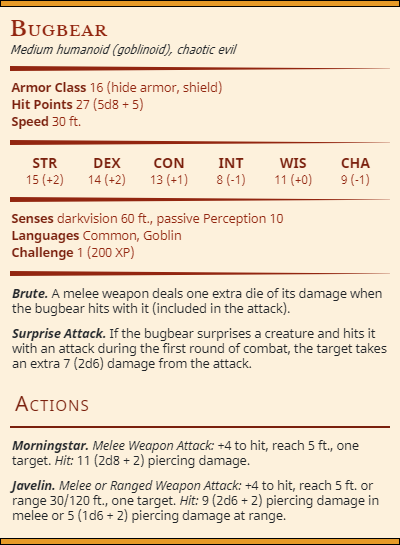 Bugbear
Medium humanoid (goblinoid), chaotic evil
Armor Class 16 (hide armor, shield)
Hit Points 27 (5d8 + 5)
Speed 30 ft.
STR DEX CON INT WIS CHA
15 (+2) 14 (+2) 13 (+1) 8 (-1) 11 (+0) 9 (-1)
Senses darkvision 60 ft., passive Perception 10
Languages Common, Goblin
Challenge 1 (200 XP)
Brute. A melee weapon deals one extra die of its damage when
the bugbear hits with it (included in the attack).
Surprise Attack. If the bugbear surprises a creature and hits it
with an attack during the first round of combat, the target takes
an extra 7 (2d6) damage from the attack.
Actions
Morningstar. Melee Weapon Attack: +4 to hit, reach 5 ft., one
target. Hit: 11 (2d8 + 2) piercing damage.
Javelin. Melee or Ranged Weapon Attack: +4 to hit, reach 5 ft. or
range 30/120 ft., one target. Hit: 9 (2d6 + 2) piercing damage in
melee or 5 (1d6 + 2) piercing damage at range.